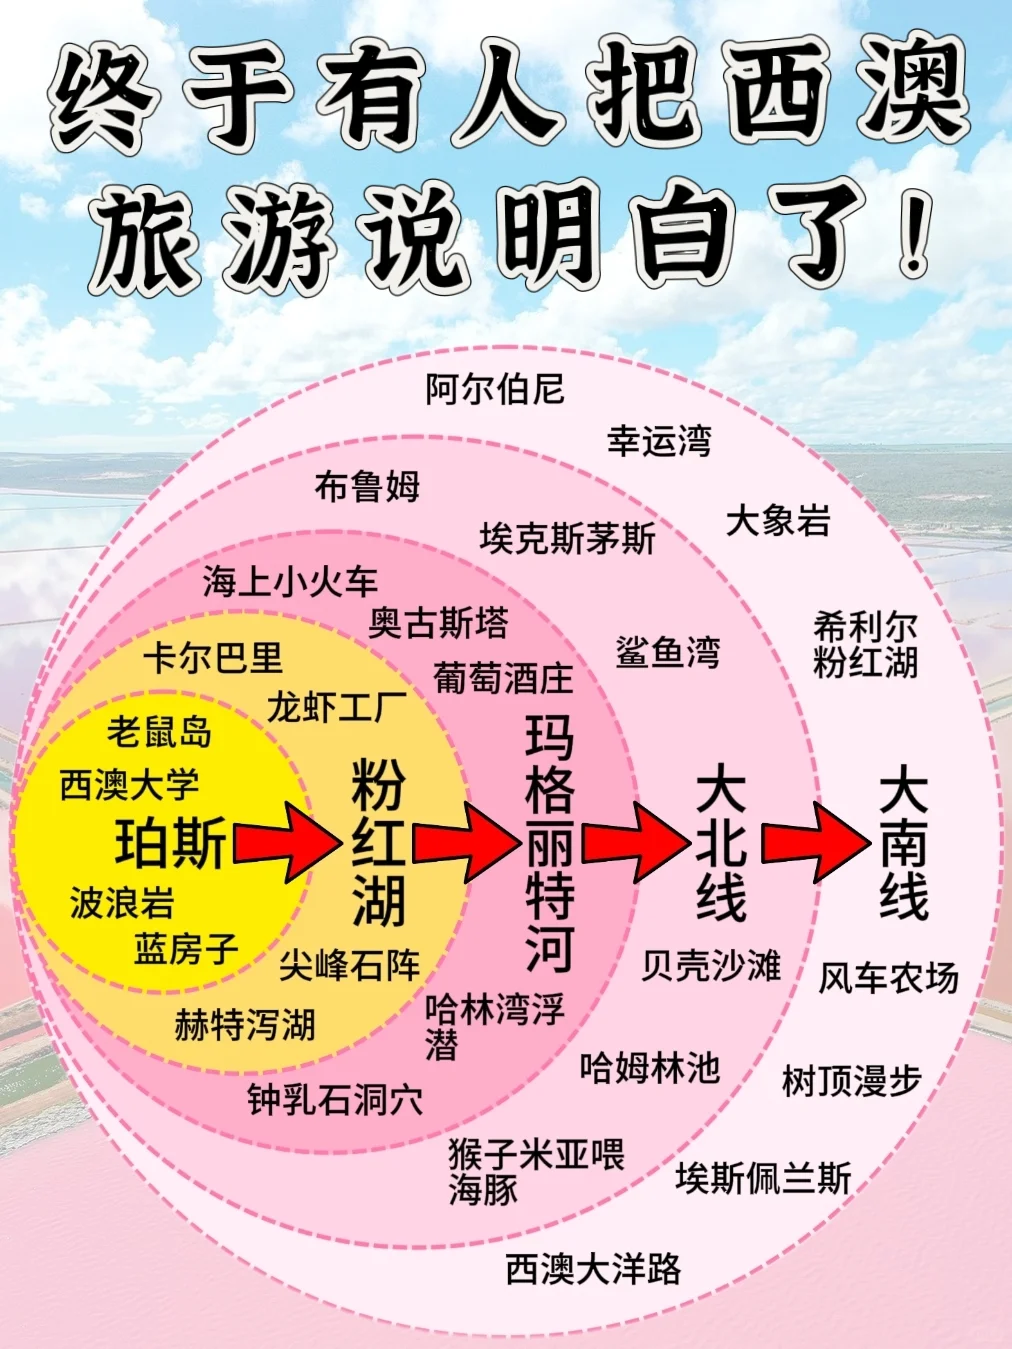 终于有人把西澳
旅游说明白了!
阿尔伯尼
幸运湾
布鲁姆
大象岩
埃克斯茅斯
海上小火车
奥古斯塔
希利尔
粉红湖
鲨鱼湾
卡尔巴里
葡萄酒庄
龙虾工厂
老鼠岛
西澳大学
珀斯
粉红湖
玛格丽特河
大北线
大南线
波浪岩
蓝房子
尖峰石阵
贝壳沙滩
风车农场
赫特泻湖
哈林湾浮
潜
哈姆林池
树顶漫步
钟乳石洞穴
猴子米亚喂
海豚
埃斯佩兰斯
西澳大洋路